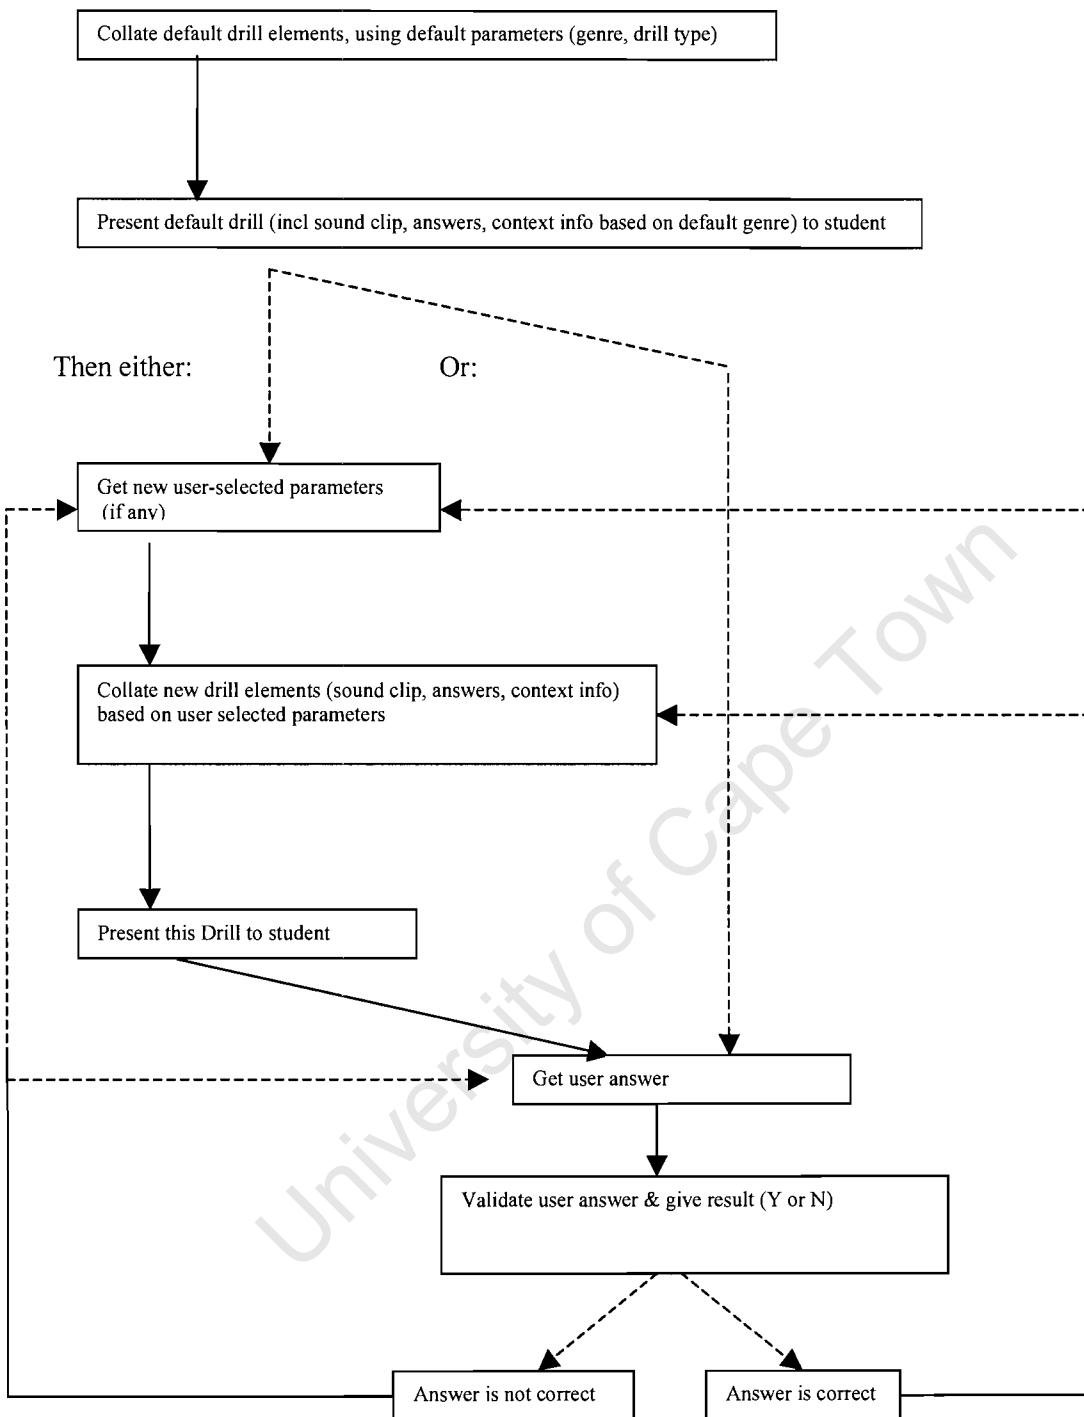 Collate default drill elements, using default parameters (genre, drill type)
Present default drill (incl sound clip, answers, context info based on default genre) to student
Then either:
Or:
Get new user-selected parameters
(if any)
Collate new drill elements (sound clip, answers, context info)
based on user selected parameters
Present this Drill to student
Get user answer
Validate user answer & give result (Y or N)
Answer is not correct
Answer is correct
University of Cape Town